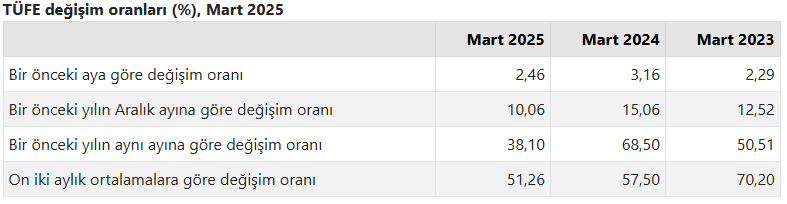 TÜFE değişim oranları (%), Mart 2025
Mart 2025 Mart 2024 Mart 2023
Bir önceki aya göre değişim oranı 2,46 3,16 2,29
Bir önceki yılın Aralık ayına göre değişim oranı 10,06 15,06 12,52
Bir önceki yılın aynı ayına göre değişim oranı 38,10 68,50 50,51
On iki aylık ortalamalara göre değişim oranı 51,26 57,50 70,20